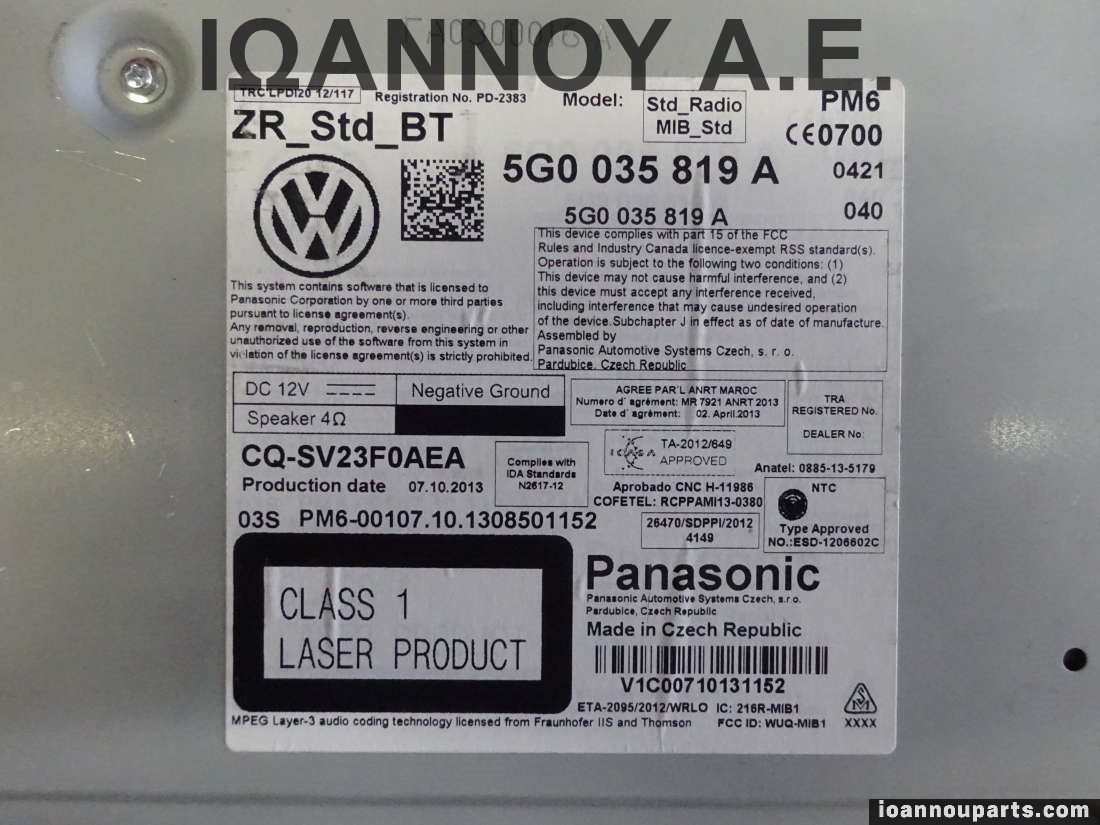 ΙΩΑΝΝΟΥ Α.Ε.
TRC'LPDI20 12/117
Registration No. PD-2383
Model:
Std_Radio
MIB_Std
PM6
CE0700
ZR_Std_BT
5G0 035 819 A
0421
5G0 035 819 A
040
This system contains software that is licensed to
Panasonic Corporation by one or more third parties
pursuant to license agreement(s).
Any removal, reproduction, reverse engineering or other
unauthorized use of the software from this system in
violation of the license agreement(s) is strictly prohibited.
This device complies with part 15 of the FCC
Rules and Industry Canada licence-exempt RSS standard(s).
Operation is subject to the following two conditions: (1)
This device may not cause harmful interference, and (2)
this device must accept any interference received,
including interference that may cause undesired operation
of the device.Subchapter J in effect as of date of manufacture.
Assembled by
Panasonic Automotive Systems Czech, s. r. o.
Pardubice, Czech Republic
DC 12V
Negative Ground
Speaker 4Ω
AGREE PAR'L ANRT MAROC
Numero d' agrément: MR 7921 ANRT 2013
Date d' agrément: 02. April.2013
TRA
REGISTERED No.
DEALER No:
CQ-SV23F0AEA
Production date 07.10.2013
Complies with
IDA Standards
N2617-12
ICASA
TA-2012/649
APPROVED
Anatel: 0885-13-5179
Aprobado CNC H-11986
COFETEL: RCPPAMI13-0380
NTC
Type Approved
NO.:ESD-1206602C
03S PM6-00107.10.1308501152
26470/SDPPI/2012
4149
CLASS 1
LASER PRODUCT
Panasonic
Panasonic Automotive Systems Czech, s.r.o.
Pardubice, Czech Republic
Made in Czech Republic
V1C00710131152
ETA-2095/2012/WRLO IC: 216R-MIB1
FCC ID: WUQ-MIB1
XXXX
MPEG Layer-3 audio coding technology licensed from Fraunhofer IIS and Thomson
ioannouparts.com